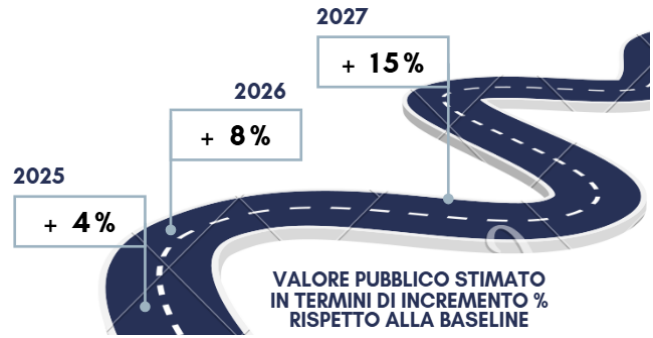 2027
+ 15%
2026
+ 8%
2025
+ 4%
VALORE PUBBLICO STIMATO
IN TERMINI DI INCREMENTO %
RISPETTO ALLA BASELINE